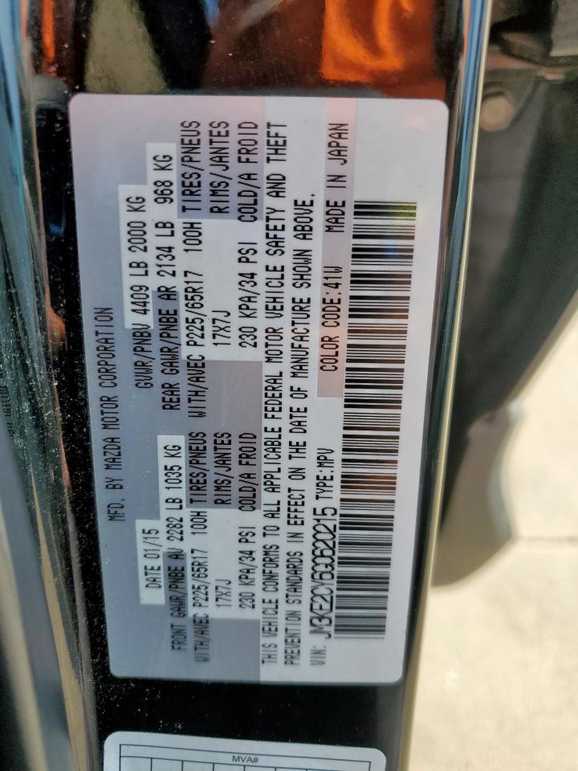 MFD. BY MAZDA MOTOR CORPORATION
DATE 01/15 GVWR/PNBV 4409 LB 2000 KG
FRONT GAWR/PNBE AV 2282 LB 1035 KG REAR GAWR/PNBE AR 2134 LB 968 KG
WITH/AVEC P225/65R17 100H TIRES/PNEUS WITH/AVEC P225/65R17 100H TIRES/PNEUS
17X7J RIMS/JANTES 17X7J RIMS/JANTES
230 KPA/34 PSI COLD/A FROID 230 KPA/34 PSI COLD/A FROID
THIS VEHICLE CONFORMS TO ALL APPLICABLE FEDERAL MOTOR VEHICLE SAFETY AND THEFT
PREVENTION STANDARDS IN EFFECT ON THE DATE OF MANUFACTURE SHOWN ABOVE.
VIN: JM3KE2CY6G0620215 TYPE:MPV COLOR CODE:41W MADE IN JAPAN
MVA#